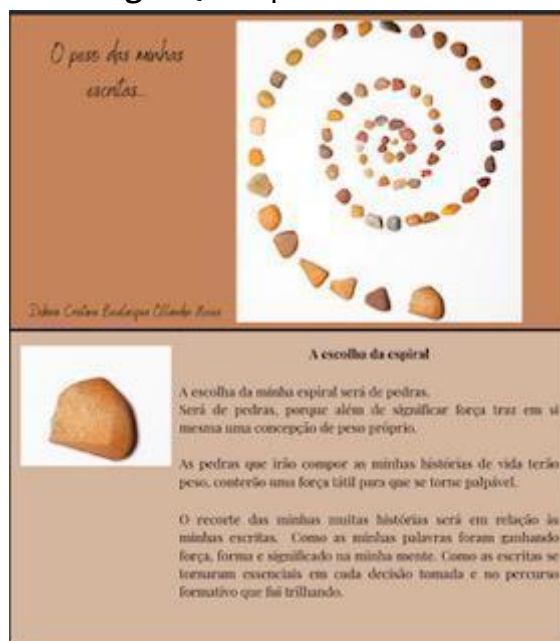 O peso das minhas
escritas...
A escolha da espiral
A escolha da minha espiral será de pedras.
Será de pedras, porque além de significar força traz em si
mesma uma concepção de peso próprio.
As pedras que irão compor as minhas histórias de vida terão
peso, conterão uma força tátil para que se torne palpável.
O recorte das minhas muitas histórias será em relação às
minhas escritas. Como as minhas palavras foram ganhando
força, forma e significado na minha mente. Como as escritas se
tornaram essenciais em cada decisão tomada e no percurso
formativo que fui trilhando.